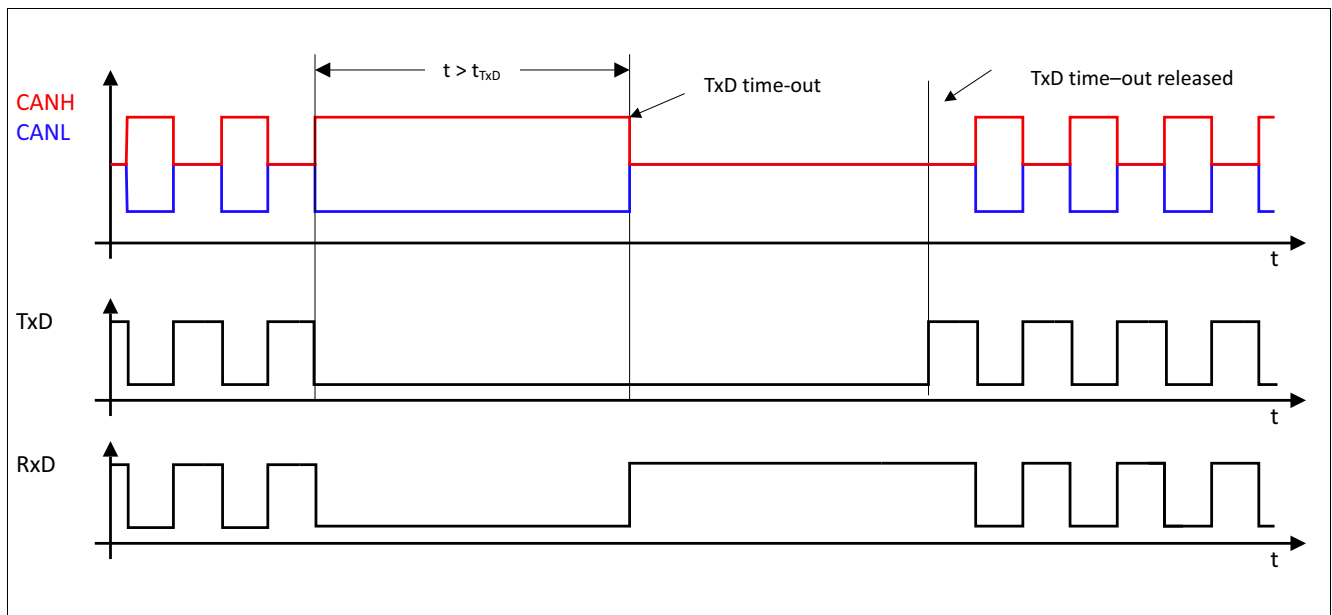 t > tTxD
TxD time-out
TxD time–out released
CANH
CANL
t
TxD
t
RxD
t